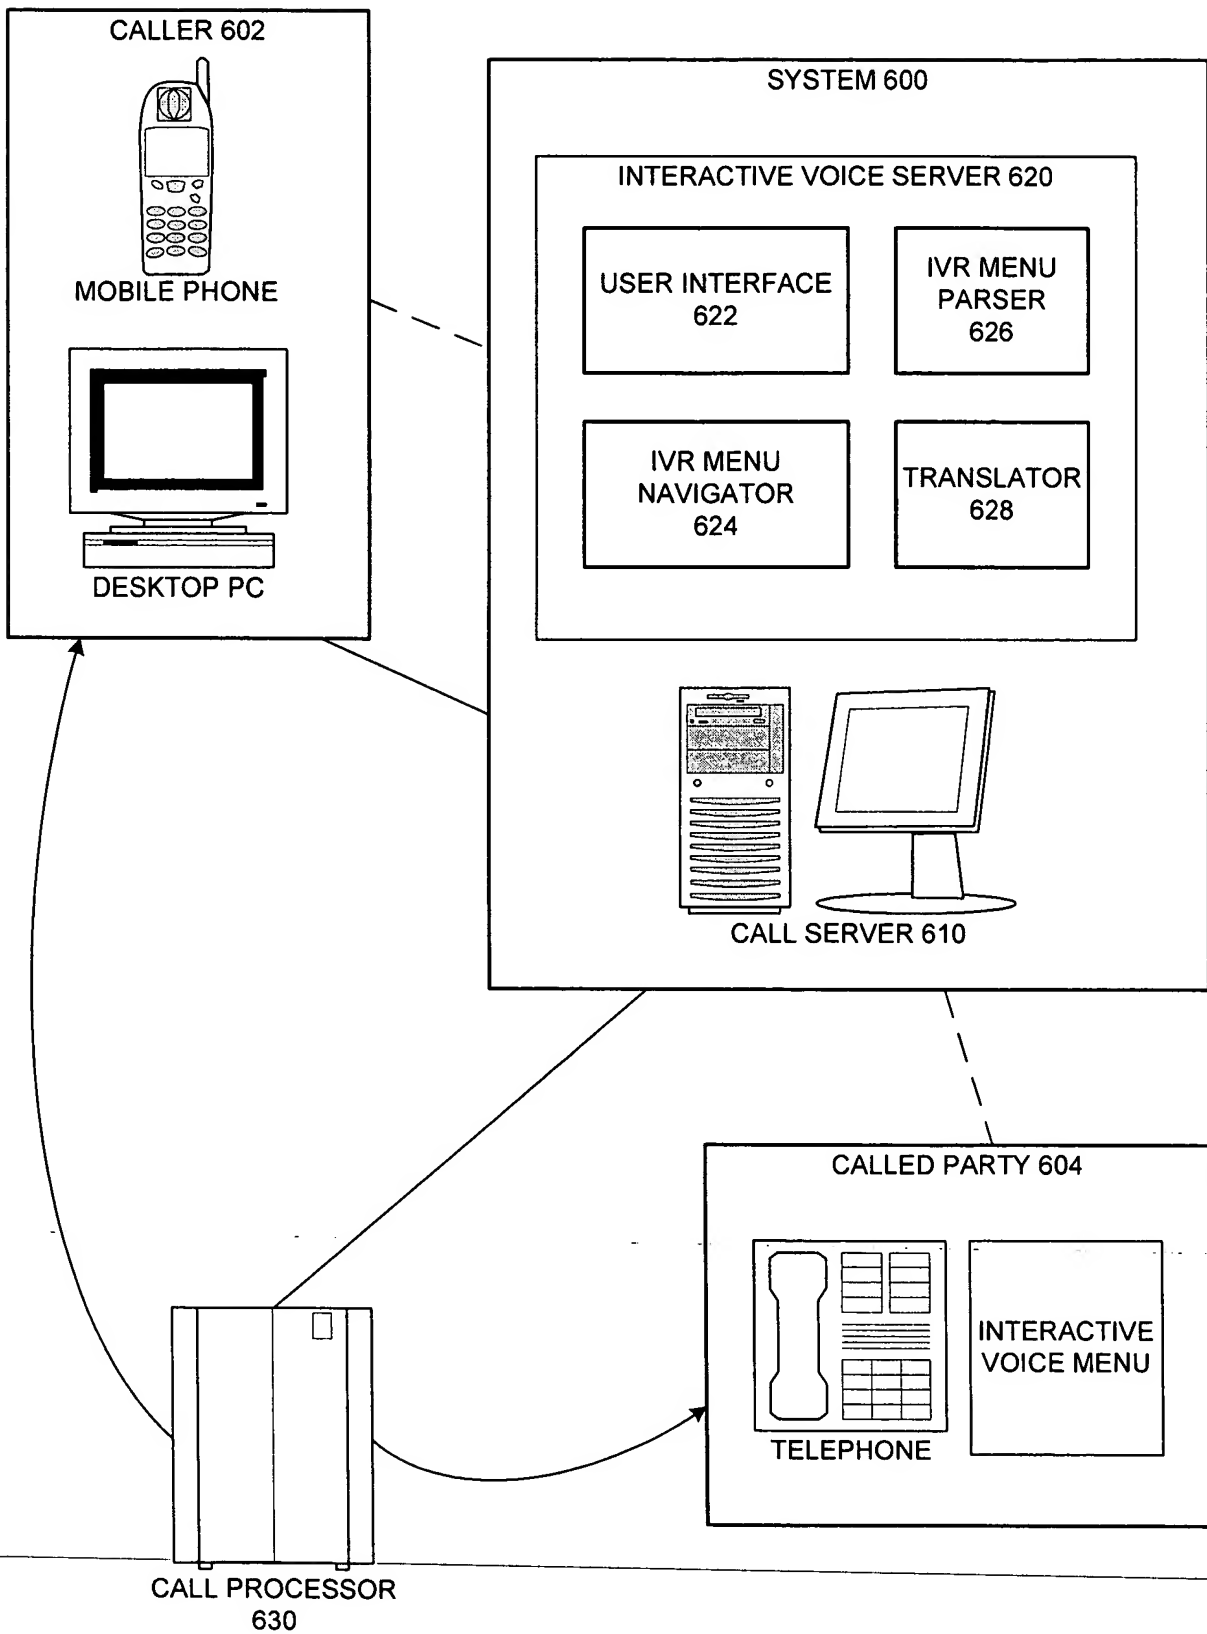 CALLER 602
MOBILE PHONE
DESKTOP PC
SYSTEM 600
INTERACTIVE VOICE SERVER 620
USER INTERFACE
622
IVR MENU
PARSER
626
IVR MENU
NAVIGATOR
624
TRANSLATOR
628
CALL SERVER 610
CALLED PARTY 604
TELEPHONE
INTERACTIVE
VOICE MENU
CALL PROCESSOR
630